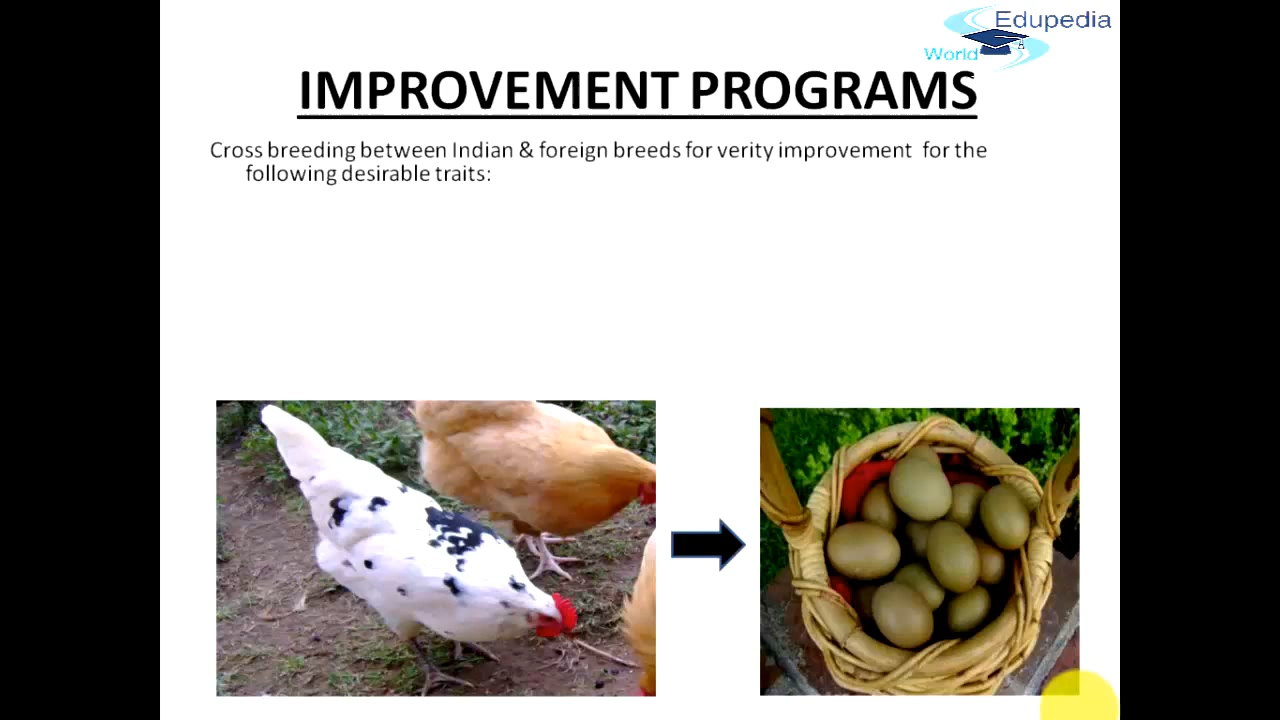 Edupedia
World
IMPROVEMENT PROGRAMS
Cross breeding between Indian & foreign breeds for verity improvement for the
following desirable traits: